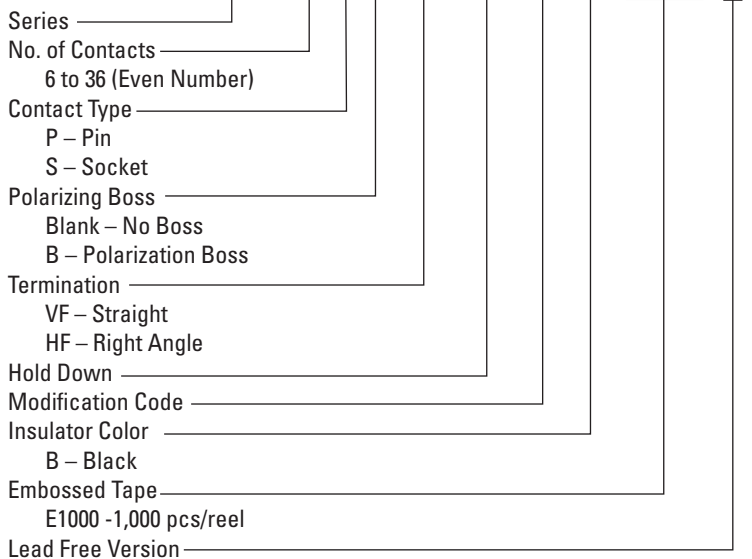 Series
No. of Contacts
6 to 36 (Even Number)
Contact Type
P – Pin
S – Socket
Polarizing Boss
Blank – No Boss
B – Polarization Boss
Termination
VF – Straight
HF – Right Angle
Hold Down
Modification Code
Insulator Color
B – Black
Embossed Tape
E1000 -1,000 pcs/reel
Lead Free Version